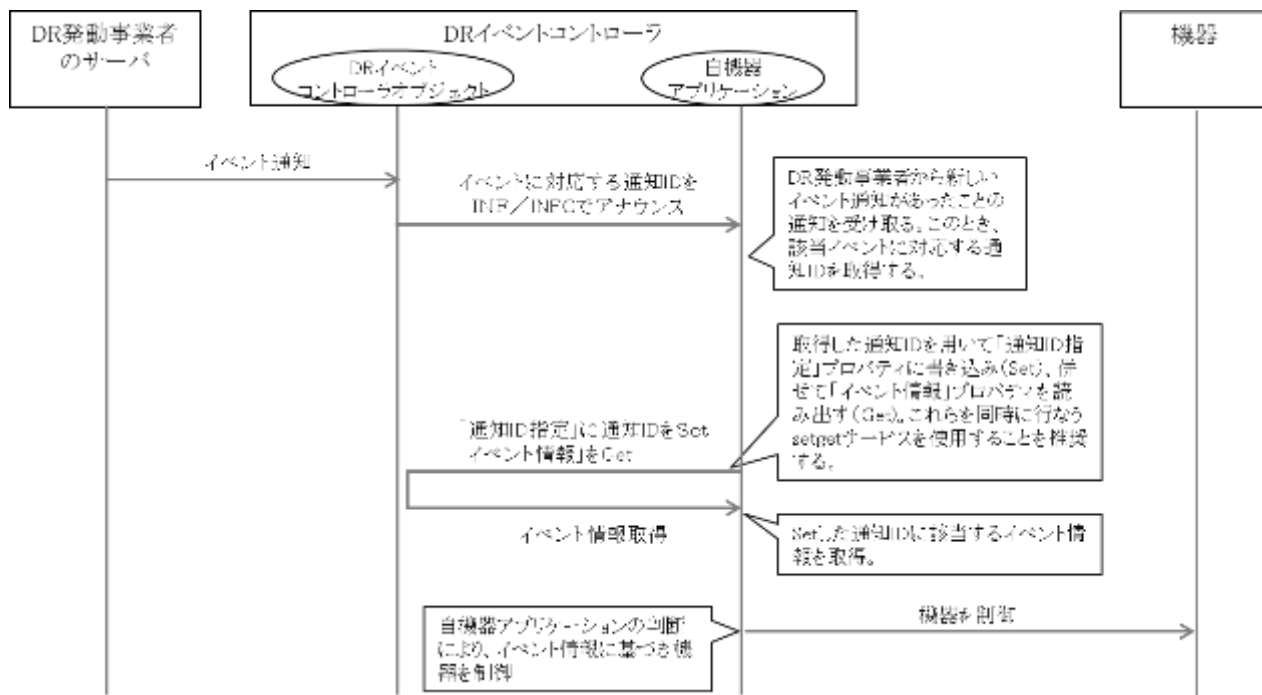 DR発動事業者
のサーバ
DRイベントコントローラ
機器
DRイベント
コントローラオブジェクト
自機器
アプリケーション
イベント通知
イベントに対応する通知IDを
INF／INFCでアナウンス
DR発動事業者から新しい
イベント通知があったことの
通知を受け取る。このとき、
該当イベントに対応する通
知IDを取得する。
取得した通知IDを用いて「通知ID指
定」プロパティに書き込み（Set）、併
せて「イベント情報」プロパティを読
み出す（Get）。これらを同時に行なう
setgetサービスを使用することを推奨
する。
「通知ID指定」に通知IDをSet
イベント情報」をGet
イベント情報取得
Setした通知IDに該当するイベント情
報を取得。
機器を制御
自機器アプリケーションの判断
により、イベント情報に基づき機
器を制御